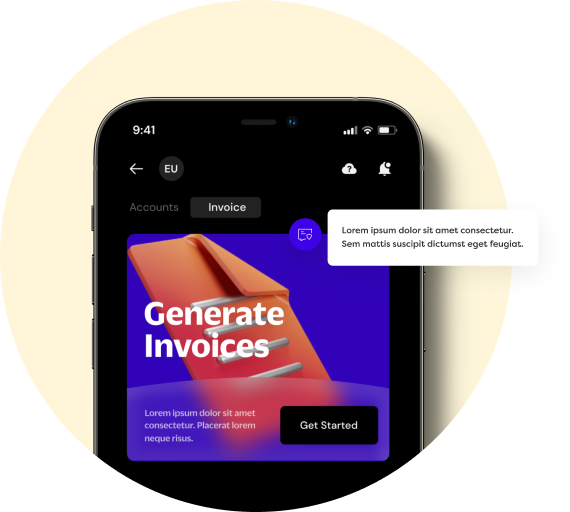 9:41
EU
Accounts Invoice
Lorem ipsum dolor sit amet consectetur.
Sem mattis suscipit dictumst eget feugiat.
Generate
Invoices
Lorem ipsum dolor sit amet
consectetur. Placerat lorem
neque risus.
Get Started